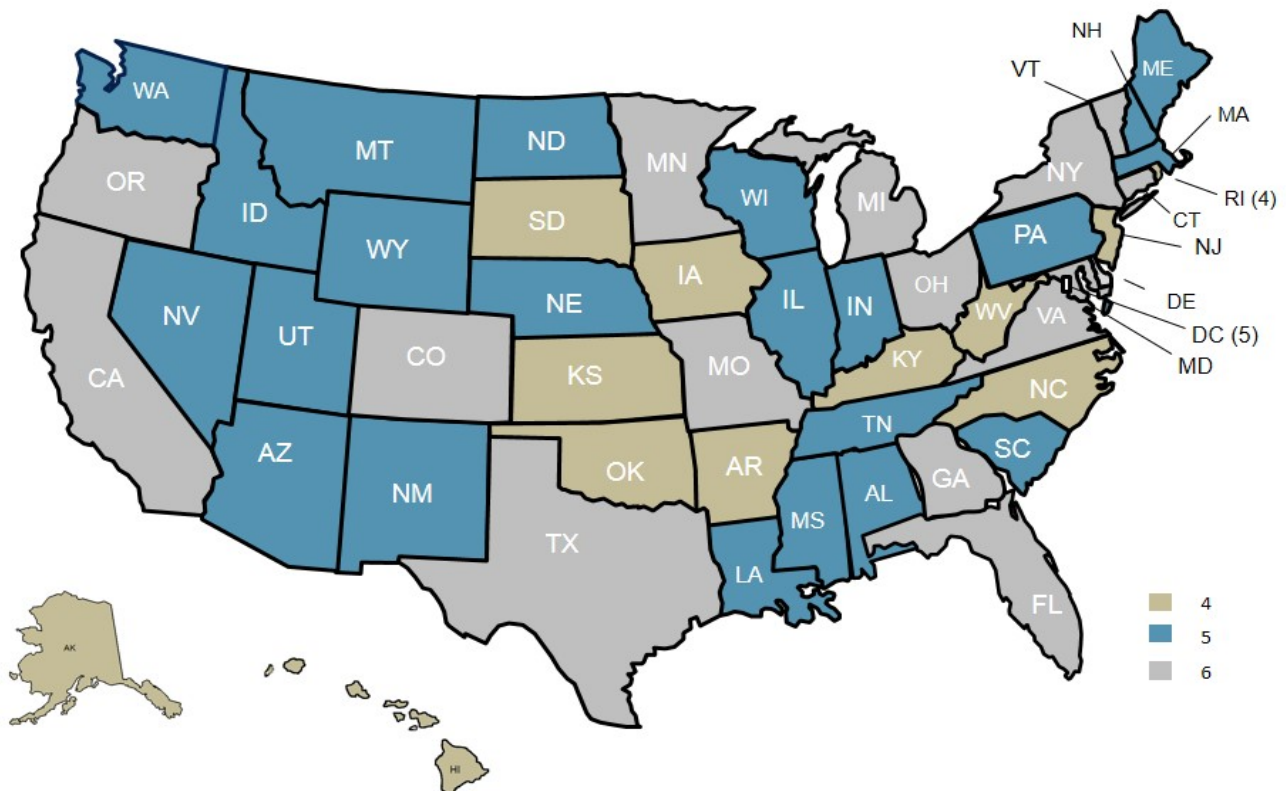 NH
VT
ME
WA
MA
MT
ND
MN
OR
NY
RI (4)
WI
MI
ID
CT
SD
PA
NJ
WY
IA
NE
OH
DE
IL
IN
NV
WV
VA
DC (5)
UT
CO
MD
CA
KS
MO
KY
NC
TN
AZ
OK
AR
SC
NM
GA
AL
MS
TX
LA
FL
4
5
6
AK
HI